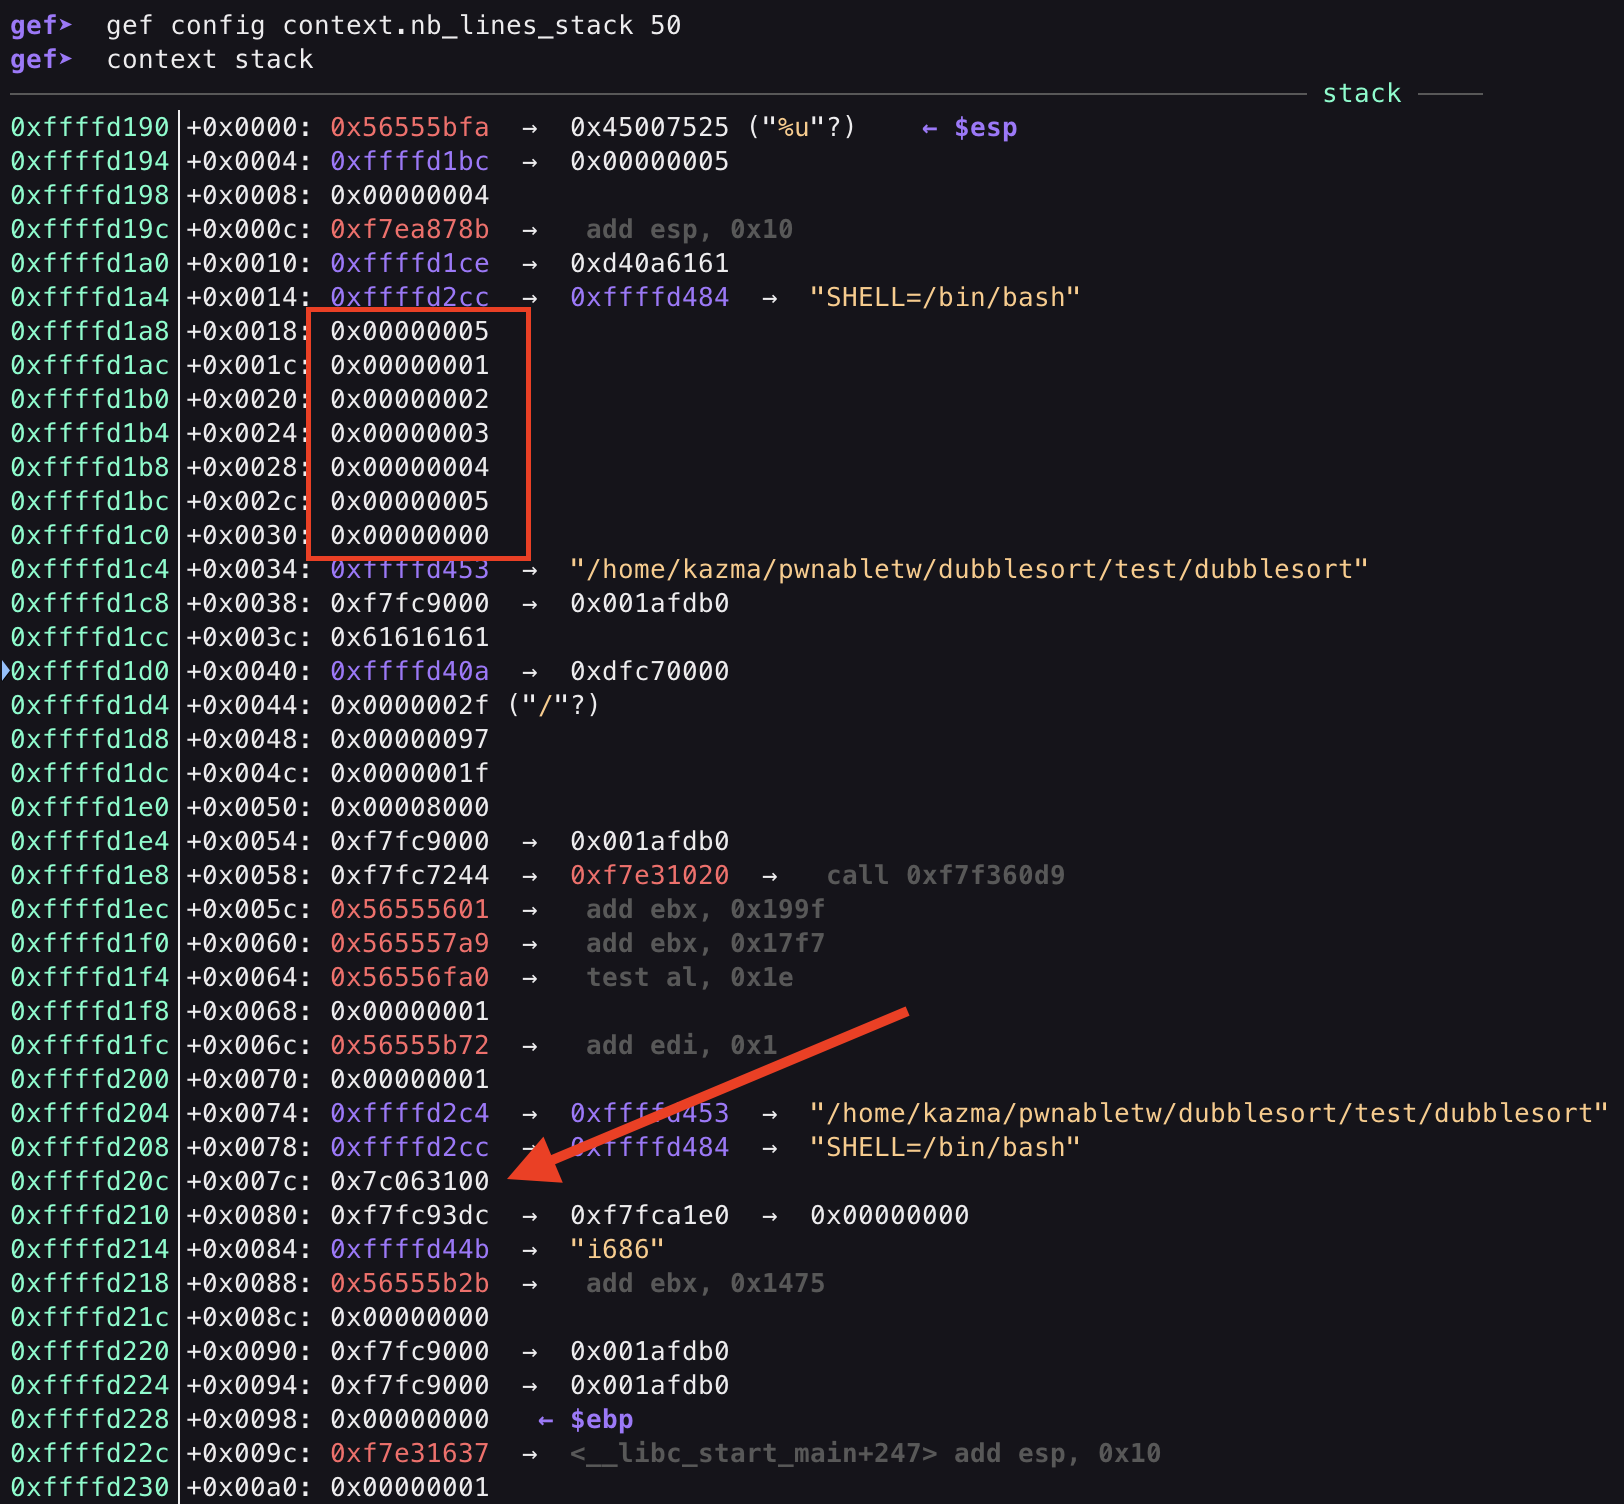 gef➤  gef config context.nb_lines_stack 50
gef➤  context stack
stack
0xffffd190│+0x0000: 0x56555bfa  →  0x45007525 ("%u"?)    ← $esp
0xffffd194│+0x0004: 0xffffd1bc  →  0x00000005
0xffffd198│+0x0008: 0x00000004
0xffffd19c│+0x000c: 0xf7ea878b  →   add esp, 0x10
0xffffd1a0│+0x0010: 0xffffd1ce  →  0xd40a6161
0xffffd1a4│+0x0014: 0xffffd2cc  →  0xffffd484  →  "SHELL=/bin/bash"
0xffffd1a8│+0x0018: 0x00000005
0xffffd1ac│+0x001c: 0x00000001
0xffffd1b0│+0x0020: 0x00000002
0xffffd1b4│+0x0024: 0x00000003
0xffffd1b8│+0x0028: 0x00000004
0xffffd1bc│+0x002c: 0x00000005
0xffffd1c0│+0x0030: 0x00000000
0xffffd1c4│+0x0034: 0xffffd453  →  "/home/kazma/pwnabletw/dubblesort/test/dubblesort"
0xffffd1c8│+0x0038: 0xf7fc9000  →  0x001afdb0
0xffffd1cc│+0x003c: 0x61616161
0xffffd1d0│+0x0040: 0xffffd40a  →  0xdfc70000
0xffffd1d4│+0x0044: 0x0000002f ("/"?)
0xffffd1d8│+0x0048: 0x00000097
0xffffd1dc│+0x004c: 0x0000001f
0xffffd1e0│+0x0050: 0x00008000
0xffffd1e4│+0x0054: 0xf7fc9000  →  0x001afdb0
0xffffd1e8│+0x0058: 0xf7fc7244  →  0xf7e31020  →   call 0xf7f360d9
0xffffd1ec│+0x005c: 0x56555601  →   add ebx, 0x199f
0xffffd1f0│+0x0060: 0x565557a9  →   add ebx, 0x17f7
0xffffd1f4│+0x0064: 0x56556fa0  →   test al, 0x1e
0xffffd1f8│+0x0068: 0x00000001
0xffffd1fc│+0x006c: 0x56555b72  →   add edi, 0x1
0xffffd200│+0x0070: 0x00000001
0xffffd204│+0x0074: 0xffffd2c4  →  0xffffd453  →  "/home/kazma/pwnabletw/dubblesort/test/dubblesort"
0xffffd208│+0x0078: 0xffffd2cc  →  0xffffd484  →  "SHELL=/bin/bash"
0xffffd20c│+0x007c: 0x7c063100
0xffffd210│+0x0080: 0xf7fc93dc  →  0xf7fca1e0  →  0x00000000
0xffffd214│+0x0084: 0xffffd44b  →  "i686"
0xffffd218│+0x0088: 0x56555b2b  →   add ebx, 0x1475
0xffffd21c│+0x008c: 0x00000000
0xffffd220│+0x0090: 0xf7fc9000  →  0x001afdb0
0xffffd224│+0x0094: 0xf7fc9000  →  0x001afdb0
0xffffd228│+0x0098: 0x00000000   ← $ebp
0xffffd22c│+0x009c: 0xf7e31637  →  <__libc_start_main+247> add esp, 0x10
0xffffd230│+0x00a0: 0x00000001